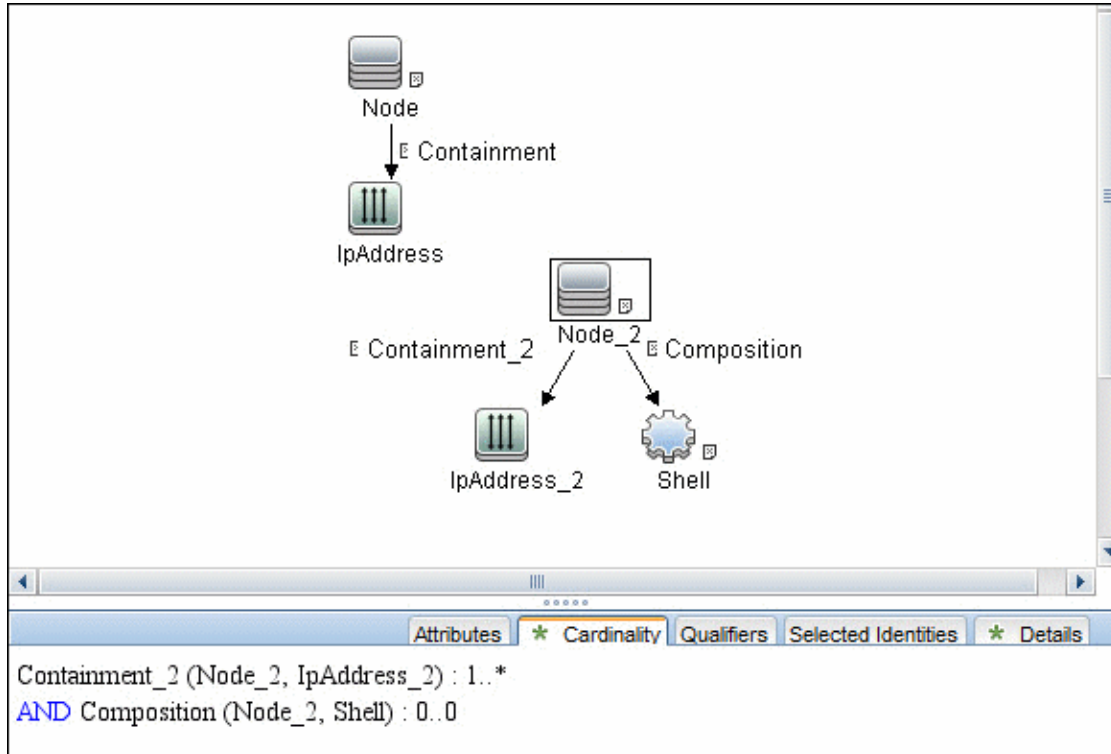 Node
Containment
IpAddress
Node_2
Containment_2
Composition
IpAddress_2
Shell
Attributes
* Cardinality
Qualifiers
Selected Identities
* Details
Containment_2 (Node_2, IpAddress_2) : 1..*
AND Composition (Node_2, Shell) : 0..0